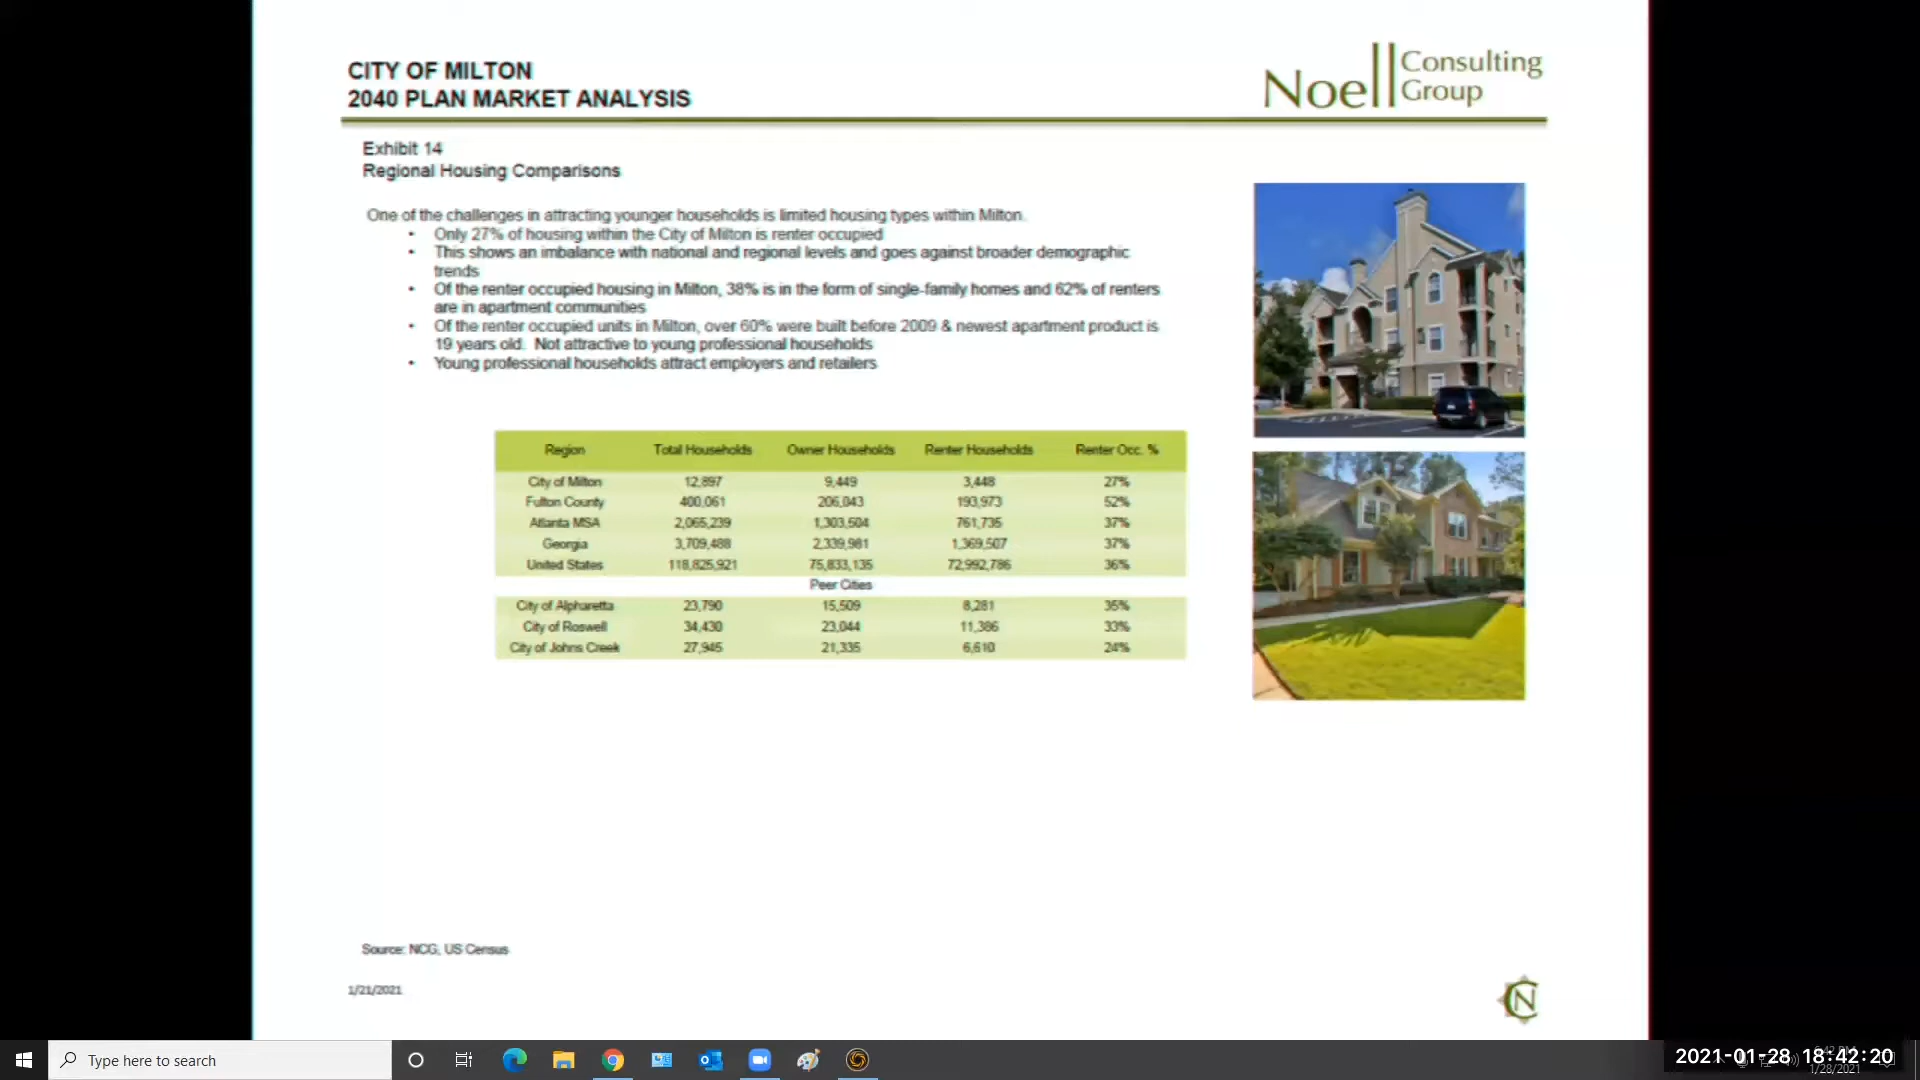 CITY OF MILTON
2040 PLAN MARKET ANALYSIS
Noell Consulting Group
Exhibit 14
Regional Housing Comparisons
One of the challenges in attracting younger households is limited housing types within Milton.
• Only 27% of housing within the City of Milton is renter occupied
• This shows an imbalance with national and regional levels and goes against broader demographic
trends
• Of the renter occupied housing in Milton, 38% is in the form of single-family homes and 62% of renters
are in apartment communities
• Of the renter occupied units in Milton, over 60% were built before 2009 & newest apartment product is
19 years old. Not attractive to young professional households
• Young professional households attract employers and retailers
Region Total Households Owner Households Renter Households Renter Occ. %
City of Milton 12,897 9,449 3,448 27%
Fulton County 400,061 206,043 193,973 52%
Atlanta MSA 2,065,239 1,303,504 761,735 37%
Georgia 3,709,488 2,339,981 1,369,507 37%
United States 118,825,921 75,833,135 72,992,786 36%
Peer Cities
City of Alpharetta 23,790 15,509 8,281 35%
City of Roswell 34,430 23,044 11,386 33%
City of Johns Creek 27,945 21,335 6,610 24%
Source: NCG, US Census
1/21/2021
CN
Type here to search
2021-01-28 18:42:20
1/28/2021